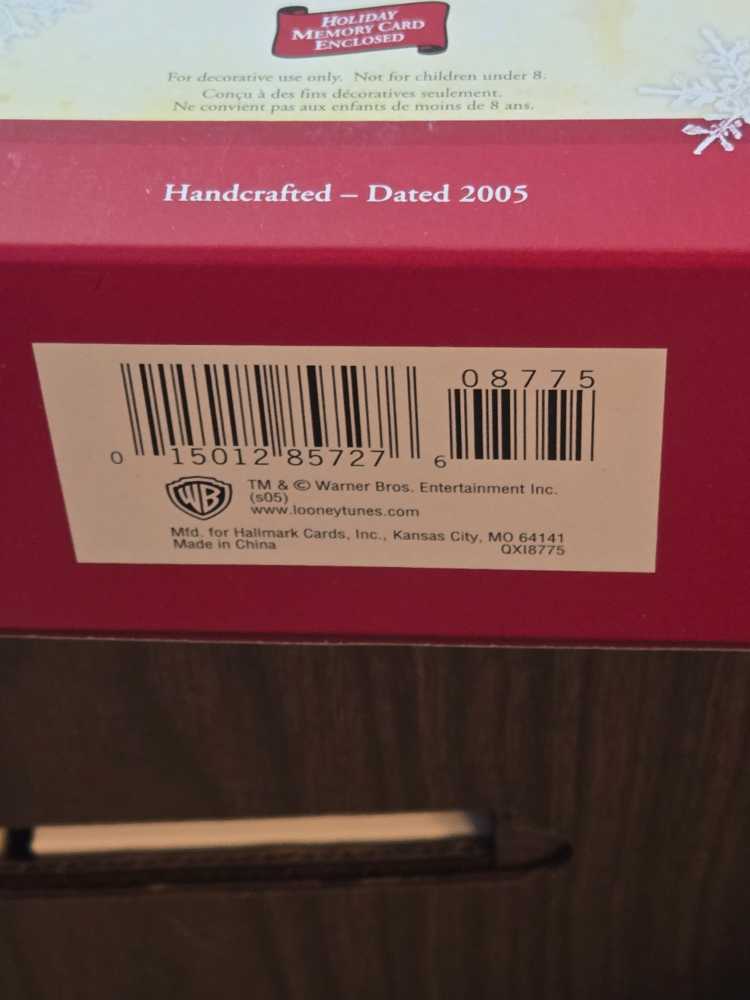 HOLIDAY
MEMORY CARD
ENCLOSED
For decorative use only. Not for children under 8.
Conçu à des fins décoratives seulement.
Ne convient pas aux enfants de moins de 8 ans.
Handcrafted – Dated 2005
08775
0 15012 85727 6
WB
TM & © Warner Bros. Entertainment Inc.
(s05)
www.looneytunes.com
Mfd. for Hallmark Cards, Inc., Kansas City, MO 64141
Made in China QXI8775